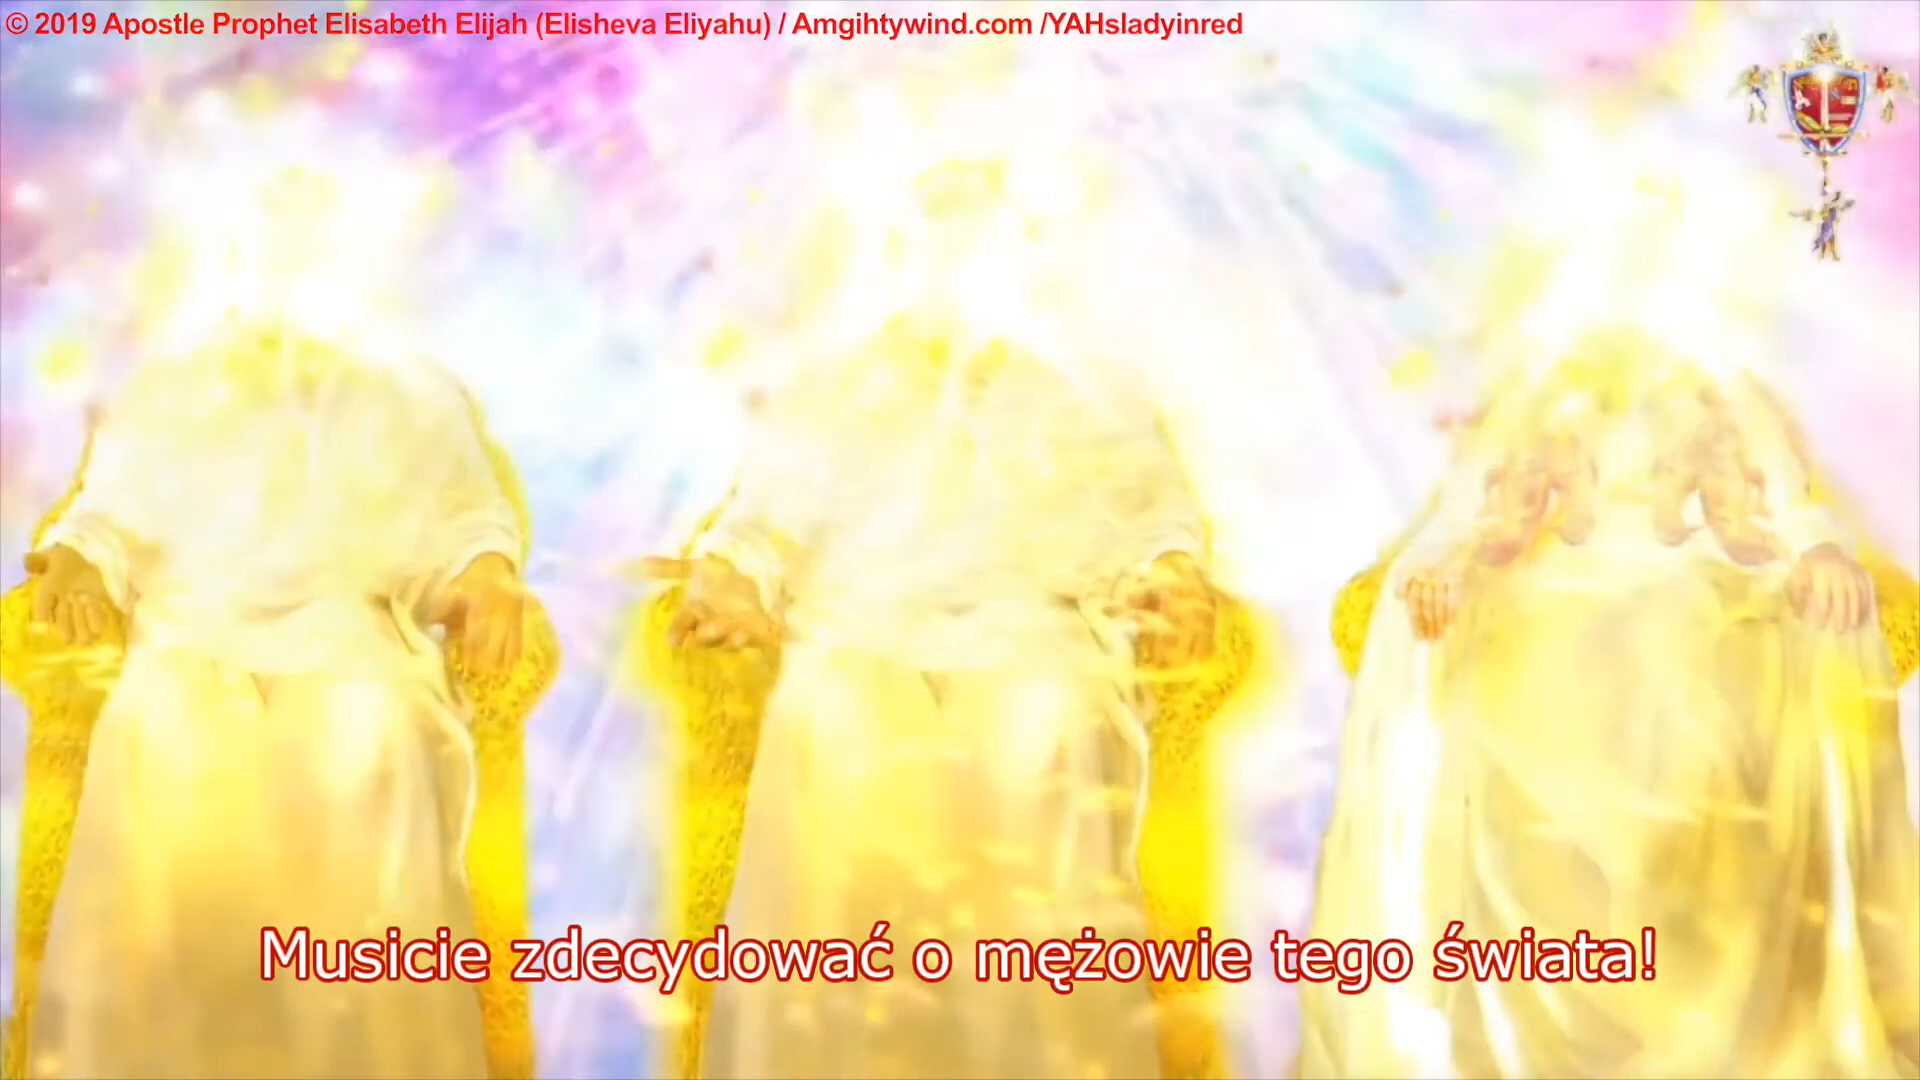 © 2019 Apostle Prophet Elisabeth Elijah (Elisheva Eliyahu) / Amgihtywind.com /YAHsladyinred
Musicie zdecydować o mężowie tego świata!